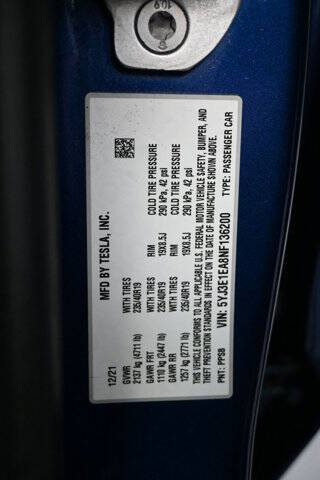 10.9
MFD BY TESLA, INC.
12/21
GVWR WITH TIRES RIM COLD TIRE PRESSURE
2137 kg (4711 lb) 235/40R19 19X8.5J 290 kPa, 42 psi
GAWR FRT WITH TIRES RIM COLD TIRE PRESSURE
1110 kg (2447 lb) 235/40R19 19X8.5J 290 kPa, 42 psi
GAWR RR
1257 kg (2771 lb)
THIS VEHICLE CONFORMS TO ALL APPLICABLE U.S. FEDERAL MOTOR VEHICLE SAFETY, BUMPER, AND
THEFT PREVENTION STANDARDS IN EFFECT ON THE DATE OF MANUFACTURE SHOWN ABOVE.
VIN: 5YJ3E1EA8NF136200
PNT: PPSB TYPE: PASSENGER CAR